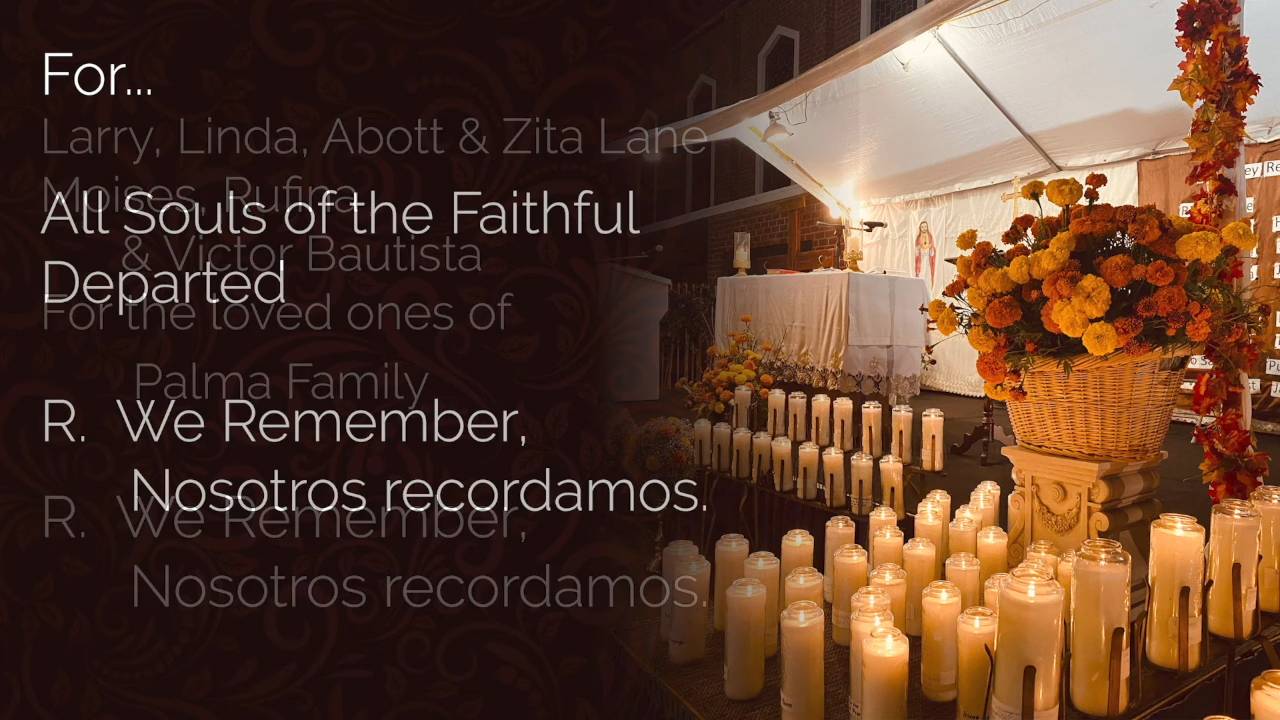 For...
Larry, Linda, Abott & Zita Lane
Moises, Rufina
All Souls of the Faithful
& Victor Bautista
Departed
For the loved ones of
Palma Family
R. We Remember,
Nosotros recordamos.
R. We Remember,
Nosotros recordamos.